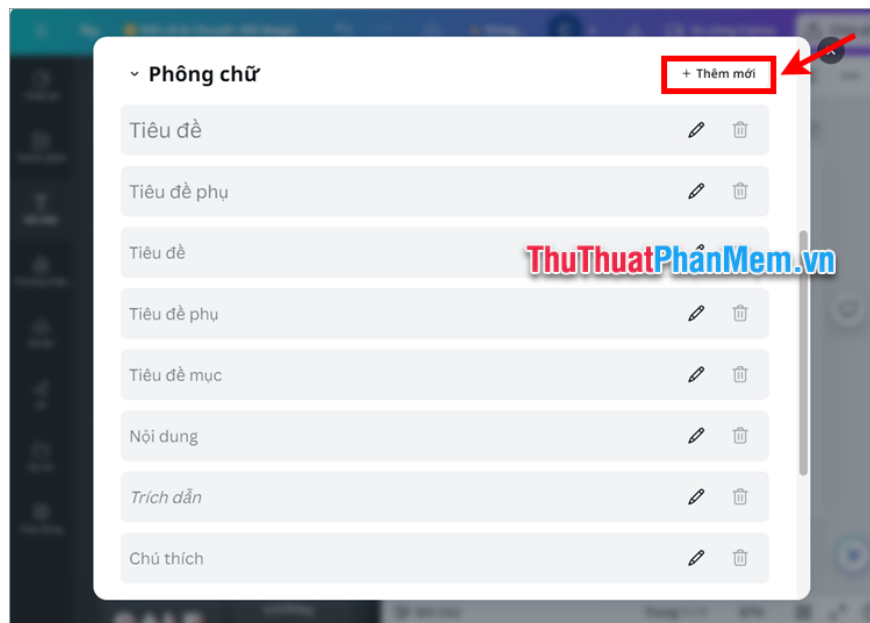 Phông chữ
+ Thêm mới
Tiêu đề
Tiêu đề phụ
Tiêu đề
ThuThuatPhanMem.vn
Tiêu đề phụ
Tiêu đề mục
Nội dung
Trích dẫn
Chú thích